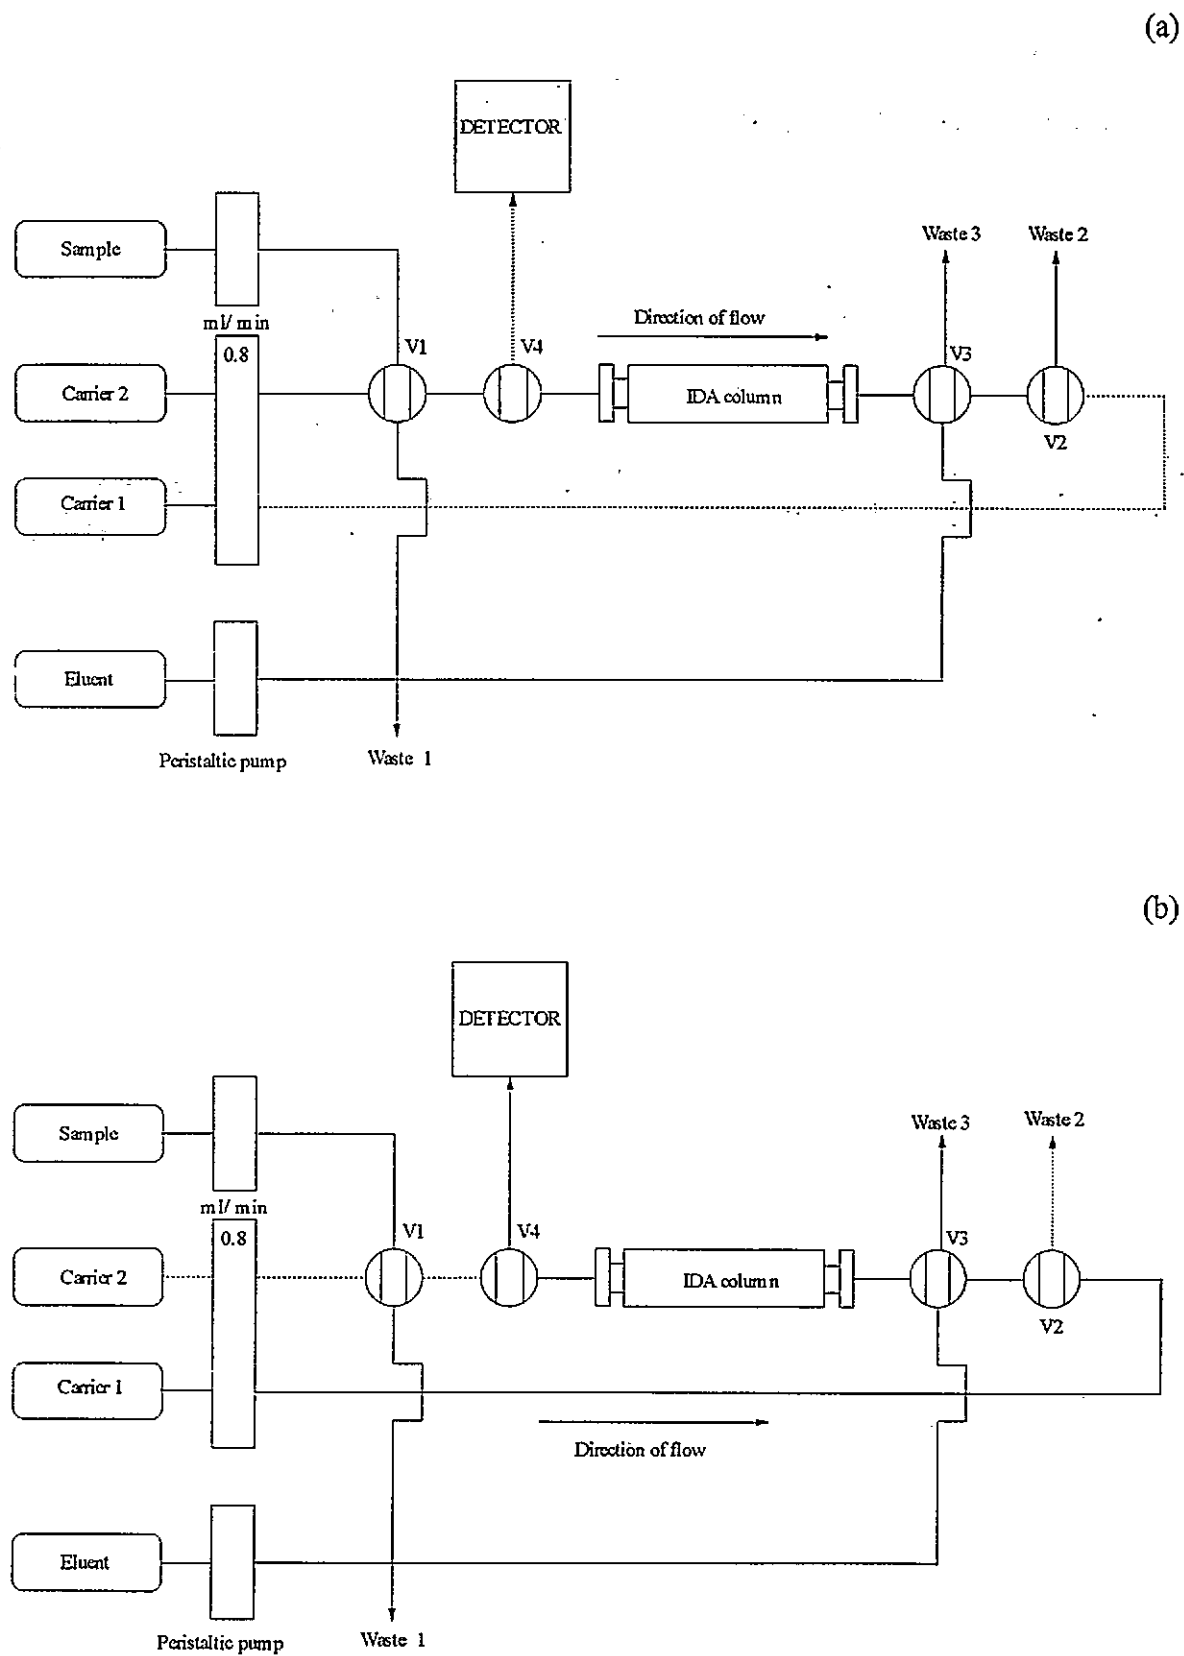 (a)
DETECTOR
Sample
Waste 3
Waste 2
ml/ min
Direction of flow
0.8
V1
V4
V3
Carrier 2
IDA column
V2
Carrier 1
Eluent
Peristaltic pump
Waste 1
(b)
DETECTOR
Sample
Waste 3
Waste 2
ml/ min
0.8
V1
V4
V3
Carrier 2
IDA column
V2
Carrier 1
Direction of flow
Eluent
Peristaltic pump
Waste 1